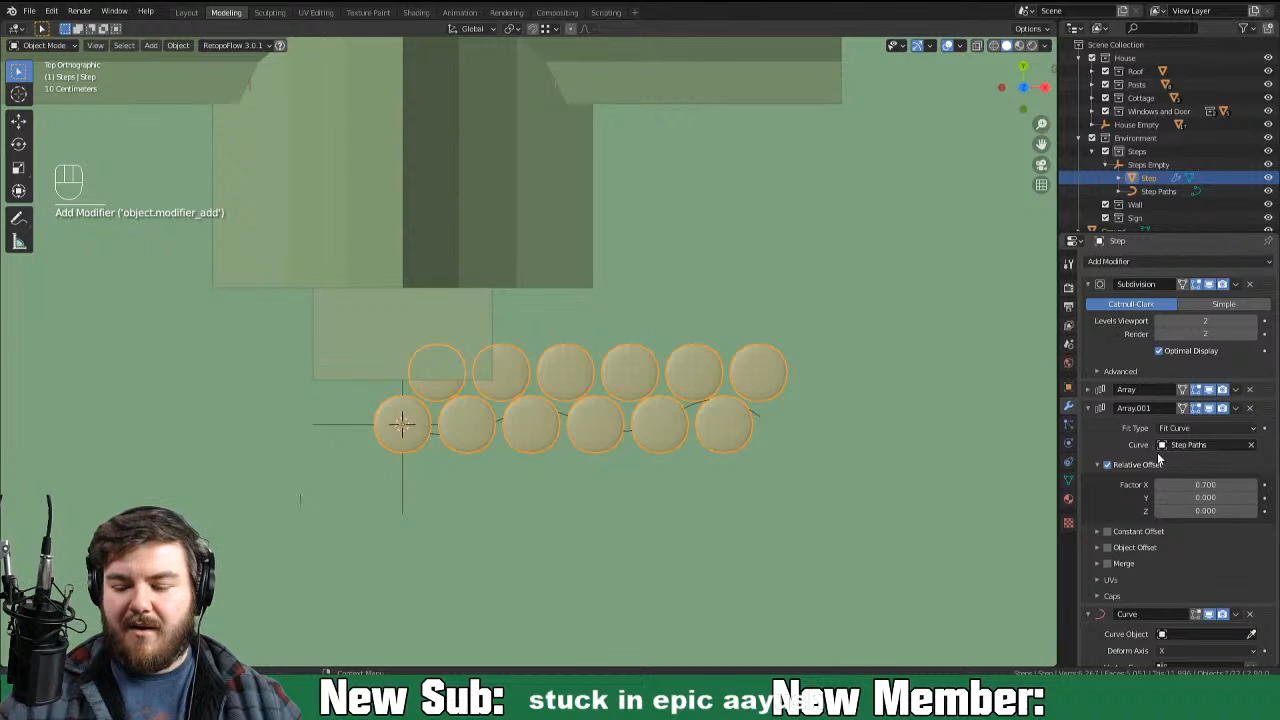 File Edit Render Window Help Layout Modeling Sculpting UV Editing Texture Paint Shading Animation Rendering Compositing Scripting + Scene View Layer
Global Options
Object Mode View Select Add Object RetopoFlow 3.0.1
Top Orthographic
(1) Steps | Step
10 Centimeters
Add Modifier ('object.modifier_add')
Scene Collection
House
Roof
Posts
Cottage
Windows and Door
House Empty
Environment
Steps
Steps Empty
Step
Step Paths
Wall
Sign
Step
Add Modifier
Subdivision
Catmull-Clark Simple
Levels Viewport 2
Render 2
Optimal Display
Advanced
Array
Array.001
Fit Type Fit Curve
Curve Step Paths
Relative Offset
Factor X 0.700
Y 0.000
Z 0.000
Constant Offset
Object Offset
Merge
UVs
Caps
Curve
Curve Object
Deform Axis X
New Sub: stuck in epic New Member: